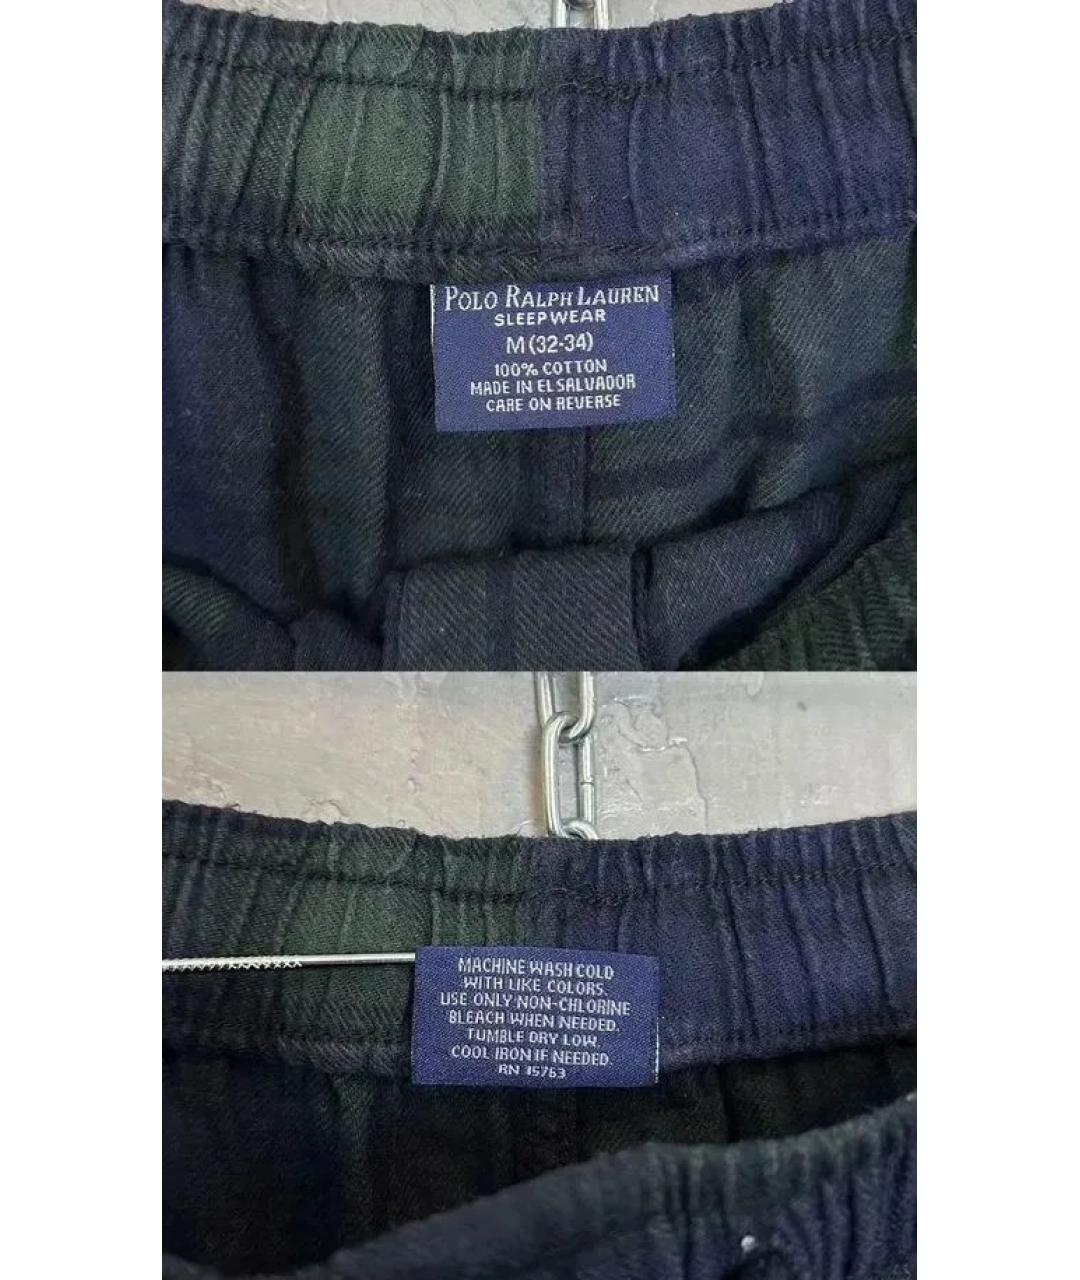 POLO RALPH LAUREN
SLEEPWEAR
M (32-34)
100% COTTON
MADE IN EL SALVADOR
CARE ON REVERSE
MACHINE WASH COLD
WITH LIKE COLORS.
USE ONLY NON-CHLORINE
BLEACH WHEN NEEDED.
TUMBLE DRY LOW.
COOL IRON IF NEEDED.
RN 15763